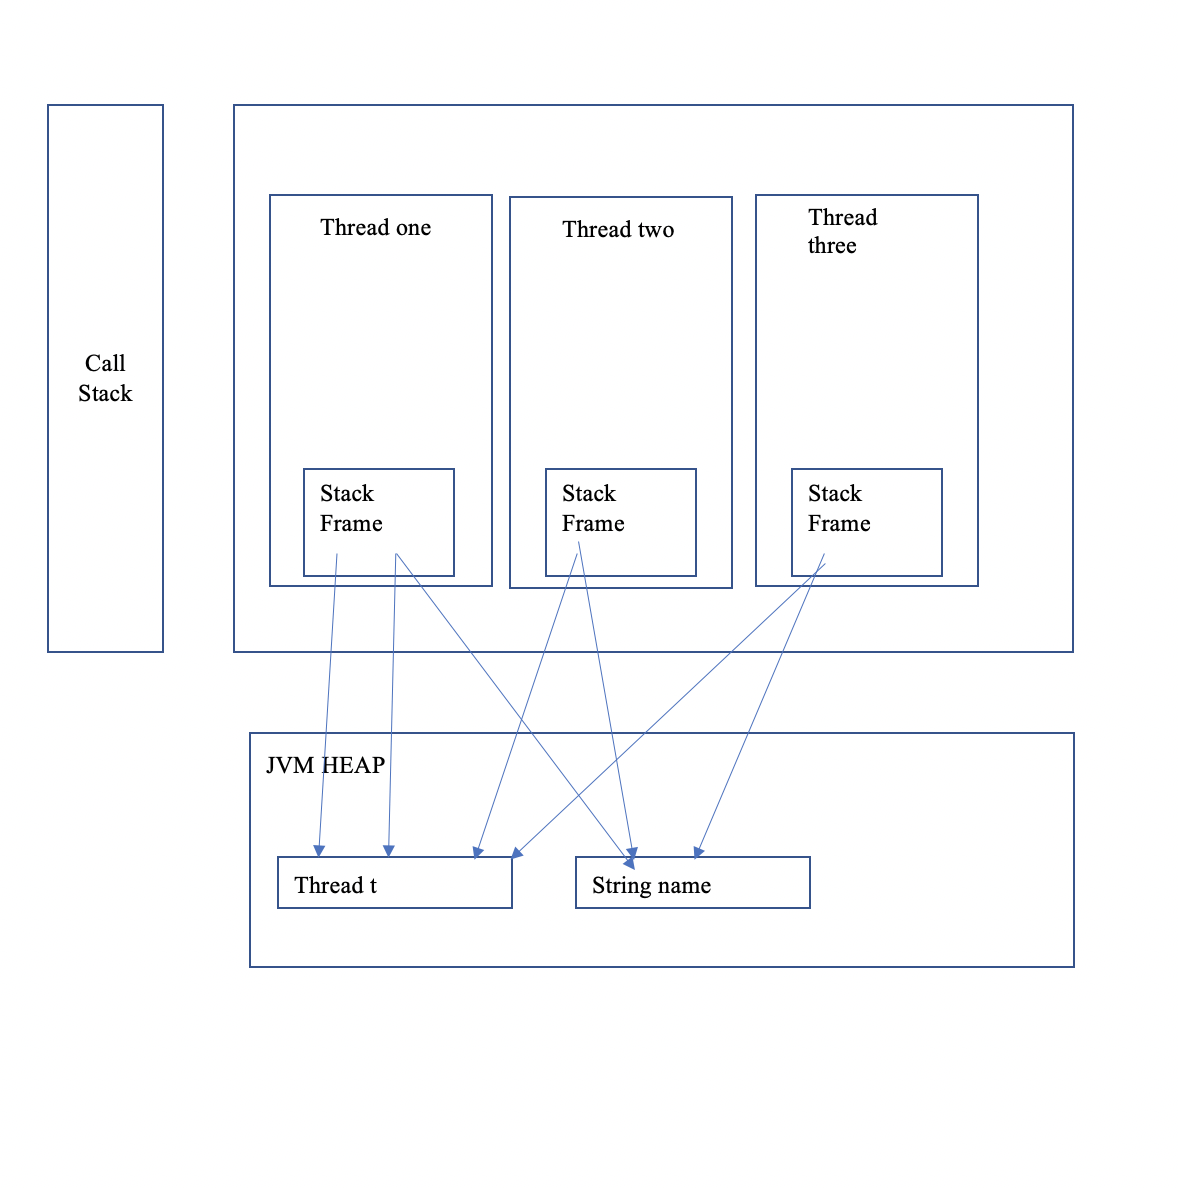 Call
Stack
Thread one
Thread two
Thread
three
Stack
Frame
Stack
Frame
Stack
Frame
JVM HEAP
Thread t
String name